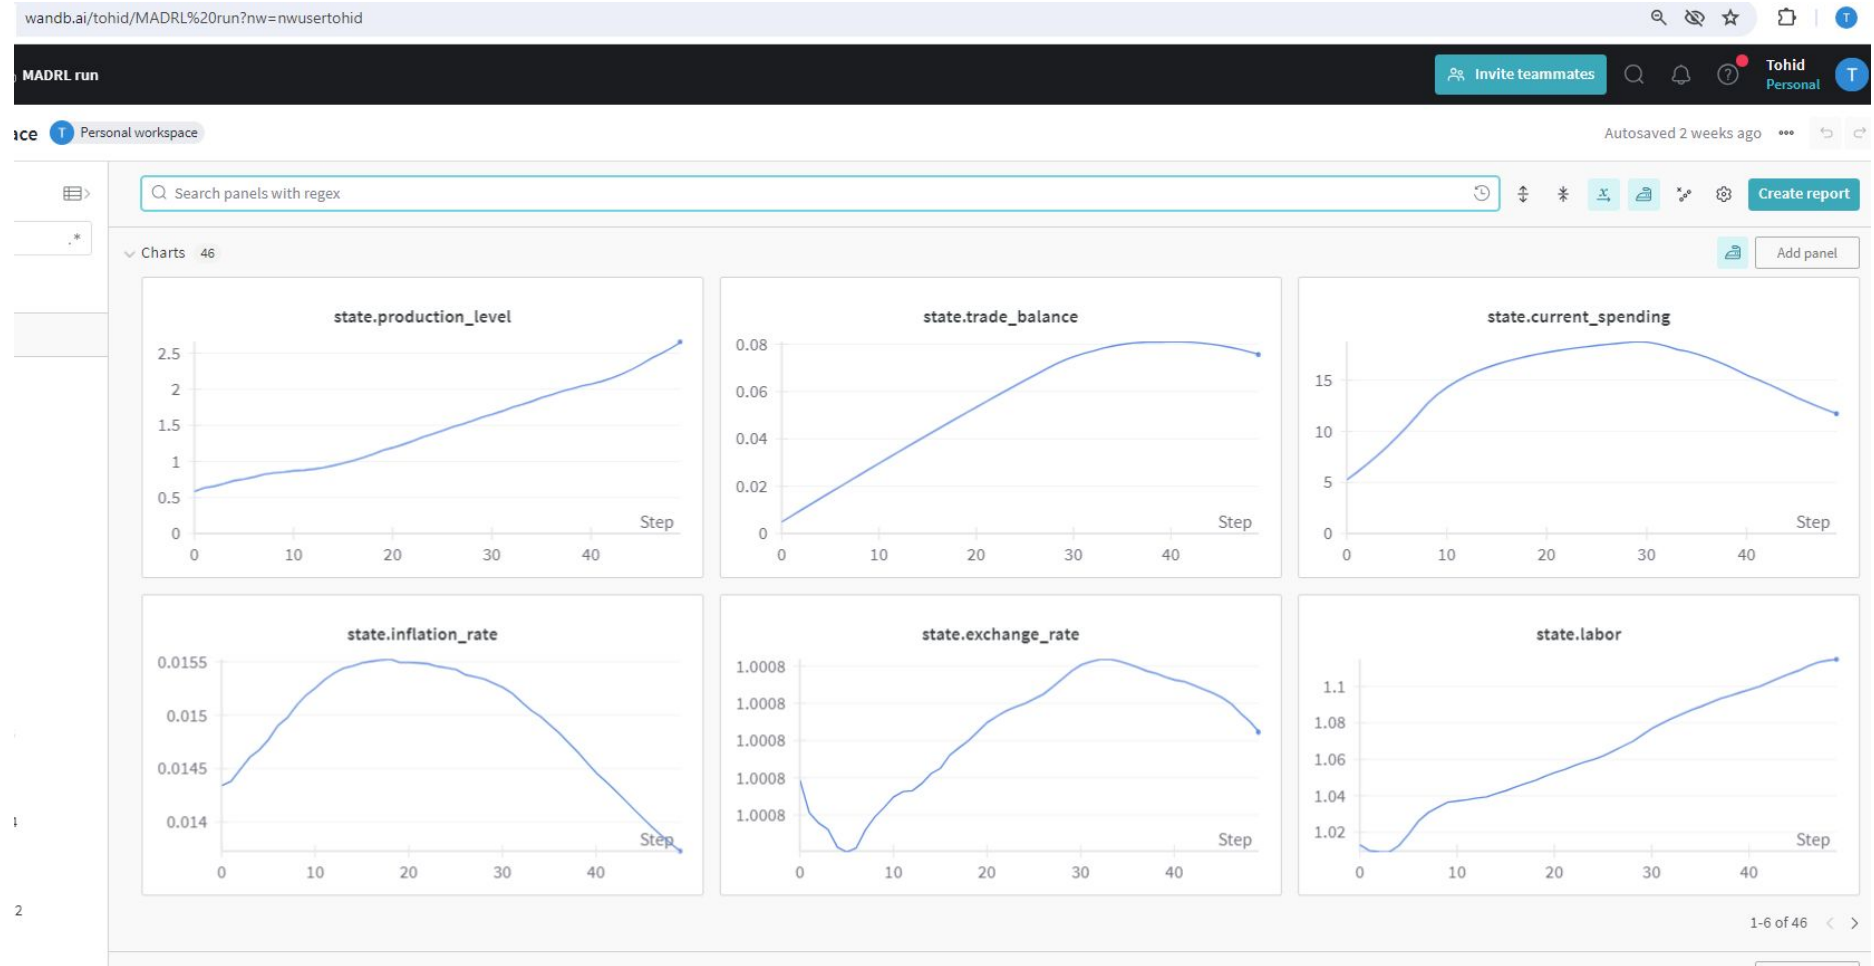 wandb.ai/tohid/MADRL%20run?nw=nwusertohid
T
MADRL run
Invite teammates
Tohid
Personal
T
ace T Personal workspace
Autosaved 2 weeks ago
Search panels with regex
Create report
.*
Charts 46
Add panel
state.production_level
2.5
2
1.5
1
0.5
0
Step
0 10 20 30 40
state.trade_balance
0.08
0.06
0.04
0.02
0
Step
0 10 20 30 40
state.current_spending
15
10
5
0
Step
0 10 20 30 40
state.inflation_rate
0.0155
0.015
0.0145
0.014
Step
0 10 20 30 40
state.exchange_rate
1.0008
1.0008
1.0008
1.0008
1.0008
Step
0 10 20 30 40
state.labor
1.1
1.08
1.06
1.04
1.02
Step
0 10 20 30 40
4
2
1-6 of 46